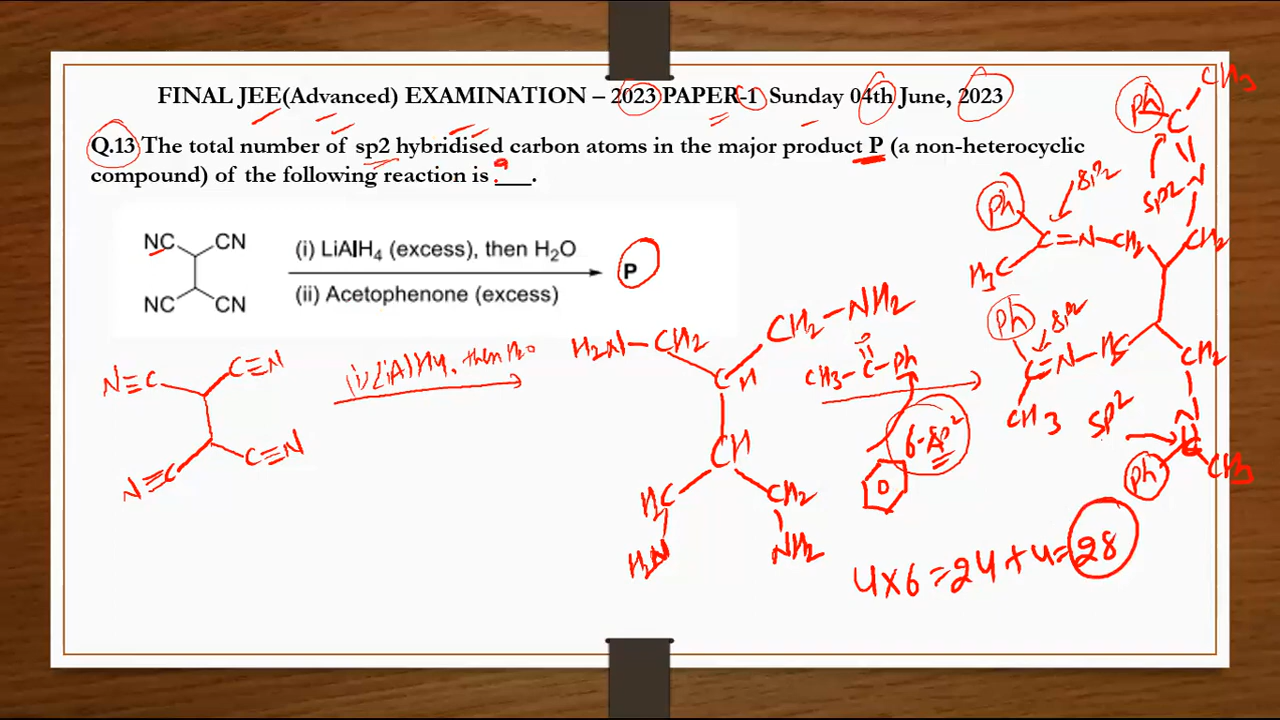 FINAL JEE(Advanced) EXAMINATION – 2023 PAPER-1 Sunday 04th June, 2023
Q.13 The total number of sp2 hybridised carbon atoms in the major product P (a non-heterocyclic
compound) of the following reaction is ___.
NC CN
(i) LiAlH4 (excess), then H2O
P
(ii) Acetophenone (excess)
NC CN
N≡C C≡N
(i) LiAlH4, then H2O
N≡C C≡N
H2N–CH2 CH2–NH2
CH
CH
H2C CH2
H2N NH2
O
CH3–C–Ph
6-sp2
Ph CH3
C
N
sp2
Ph sp2
C=N–CH2 CH2
H3C
Ph sp2
C=N–H2C CH2
CH3 sp2
N
C
Ph CH3
4x6=24+4=28